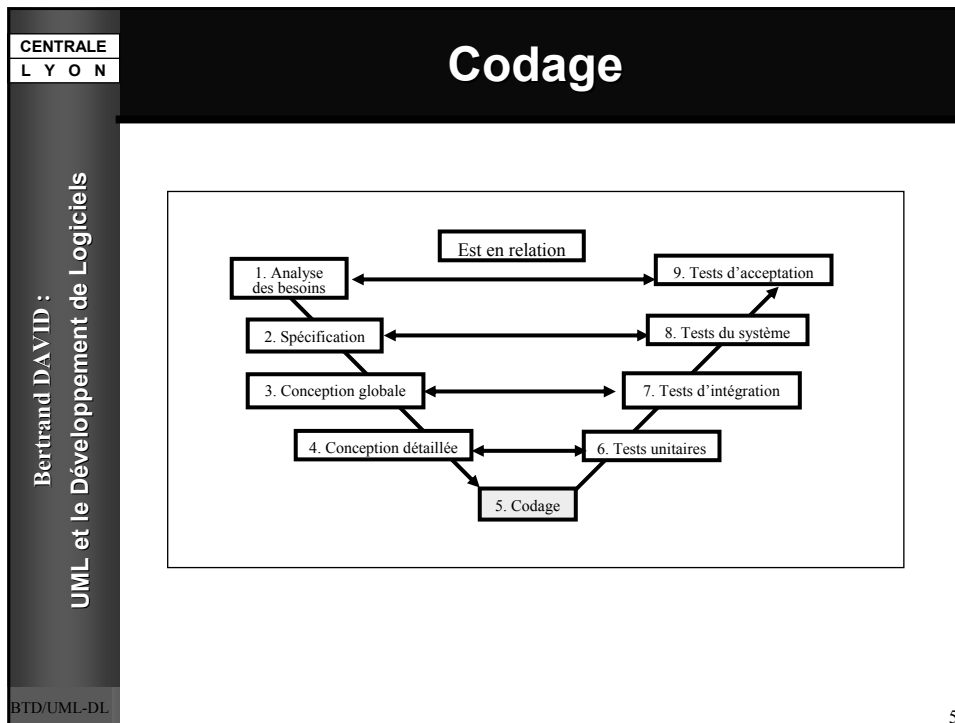 CENTRALE
L Y O N
Codage
Bertrand DAVID :
UML et le Développement de Logiciels
Est en relation
1. Analyse
des besoins
9. Tests d'acceptation
2. Spécification
8. Tests du système
3. Conception globale
7. Tests d'intégration
4. Conception détaillée
6. Tests unitaires
5. Codage
BTD/UML-DL
5